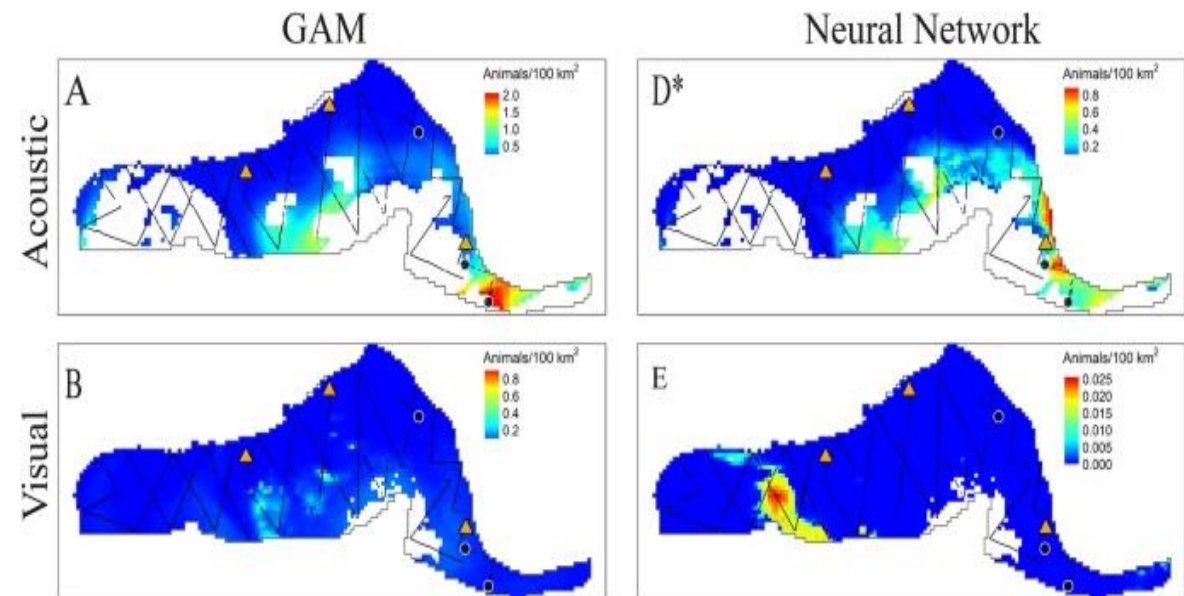 GAM
Neural Network
Acoustic
A
Animals/100 km²
2.0
1.5
1.0
0.5
D*
Animals/100 km²
0.8
0.6
0.4
0.2
Visual
B
Animals/100 km²
0.8
0.6
0.4
0.2
E
Animals/100 km²
0.025
0.020
0.015
0.010
0.005
0.000